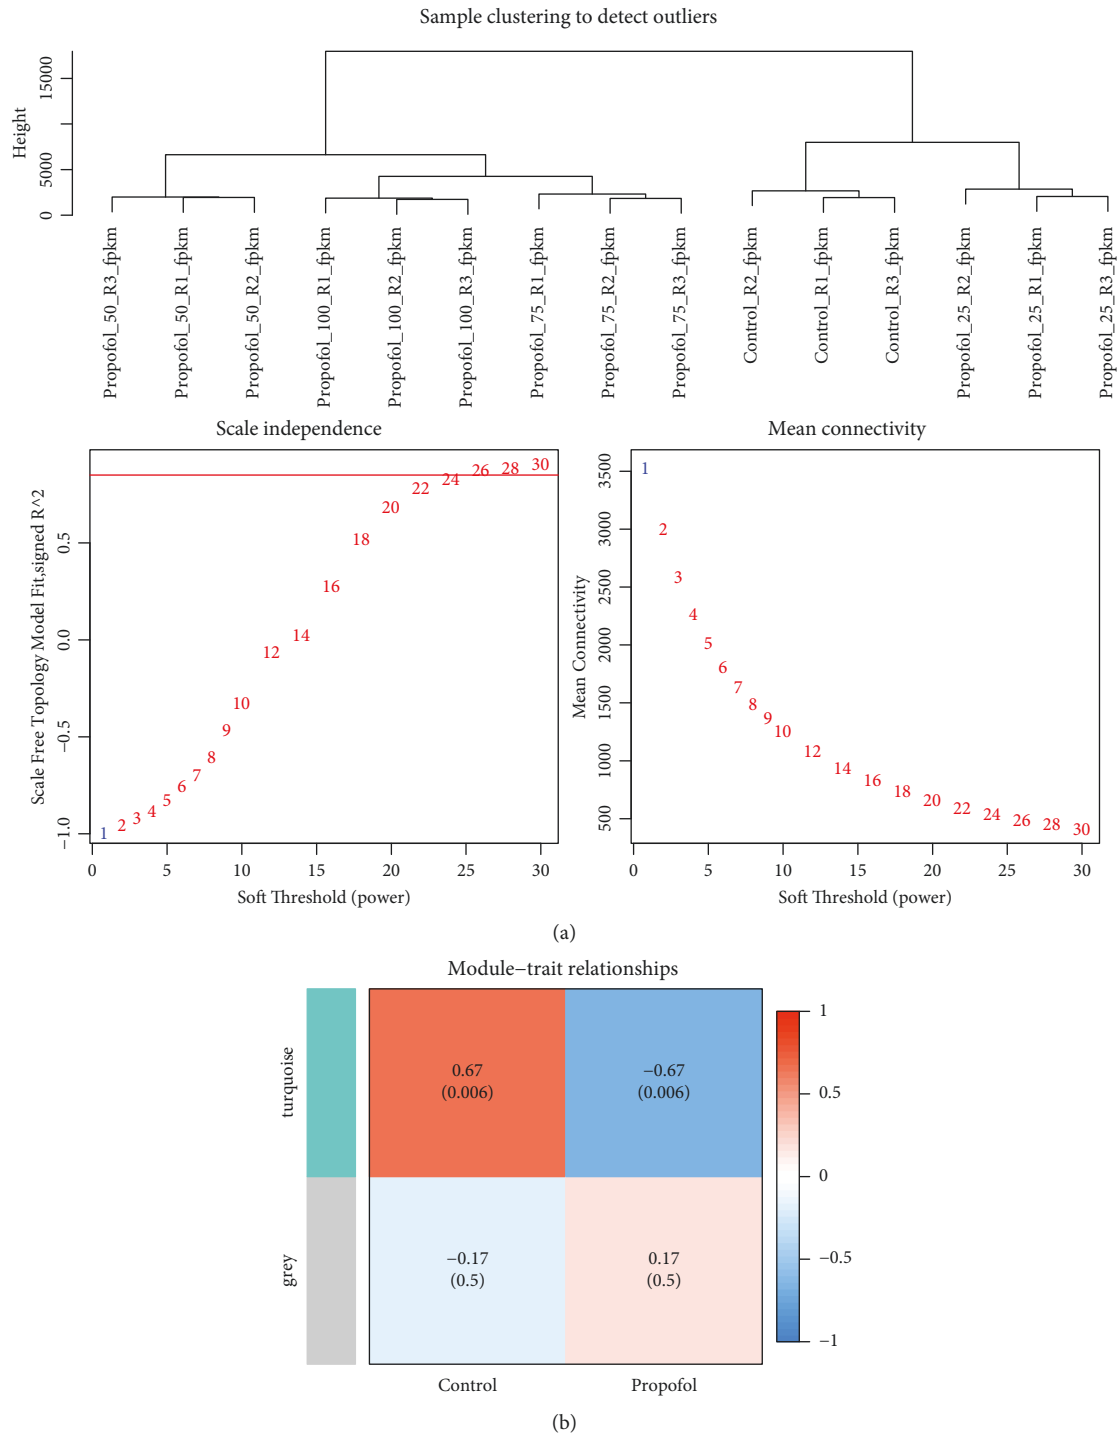 Sample clustering to detect outliers
Height
15000
5000
0
Propofol_50_R3_fpkm
Propofol_50_R1_fpkm
Propofol_50_R2_fpkm
Propofol_100_R1_fpkm
Propofol_100_R2_fpkm
Propofol_100_R3_fpkm
Propofol_75_R1_fpkm
Propofol_75_R2_fpkm
Propofol_75_R3_fpkm
Control_R2_fpkm
Control_R1_fpkm
Control_R3_fpkm
Propofol_25_R2_fpkm
Propofol_25_R1_fpkm
Propofol_25_R3_fpkm
Scale independence
Scale Free Topology Model Fit,signed R^2
0.5
0.0
−0.5
−1.0
1
2
3
4
5
6
7
8
9
10
12
14
16
18
20
22
24
26
28
30
0
5
10
15
20
25
30
Soft Threshold (power)
Mean connectivity
Mean Connectivity
3500
3000
2500
2000
1500
1000
500
1
2
3
4
5
6
7
8
9
10
12
14
16
18
20
22
24
26
28
30
0
5
10
15
20
25
30
Soft Threshold (power)
(a)
Module−trait relationships
turquoise
0.67
(0.006)
−0.67
(0.006)
grey
−0.17
(0.5)
0.17
(0.5)
1
0.5
0
−0.5
−1
Control
Propofol
(b)